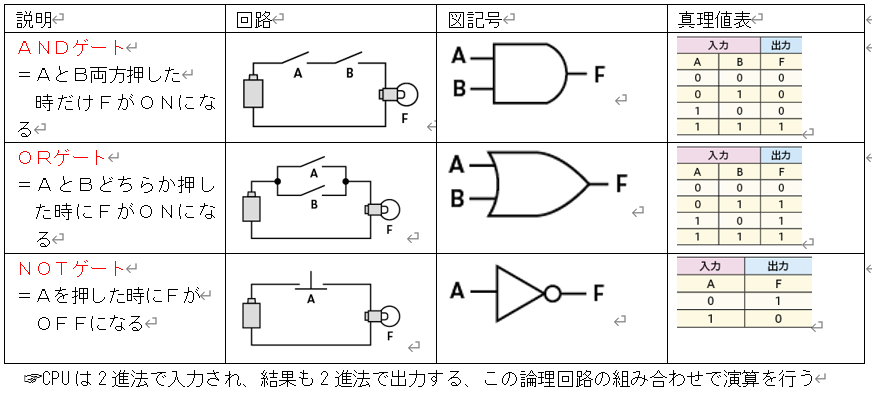 説明 回路 図記号 真理値表
ANDゲート
＝AとB両方押した
時だけFがONにな
る
A B
F
A
B
F
入力 出力
A B F
0 0 0
0 1 0
1 0 0
1 1 1
ORゲート
＝AとBどちらか押し
た時にFがONにな
る
A
B
F
A
B
F
入力 出力
A B F
0 0 0
0 1 1
1 0 1
1 1 1
NOTゲート
＝Aを押した時にFが
OFFになる
A
F
A F
入力 出力
A F
0 1
1 0
☞CPUは2進法で入力され、結果も2進法で出力する、この論理回路の組み合わせで演算を行う